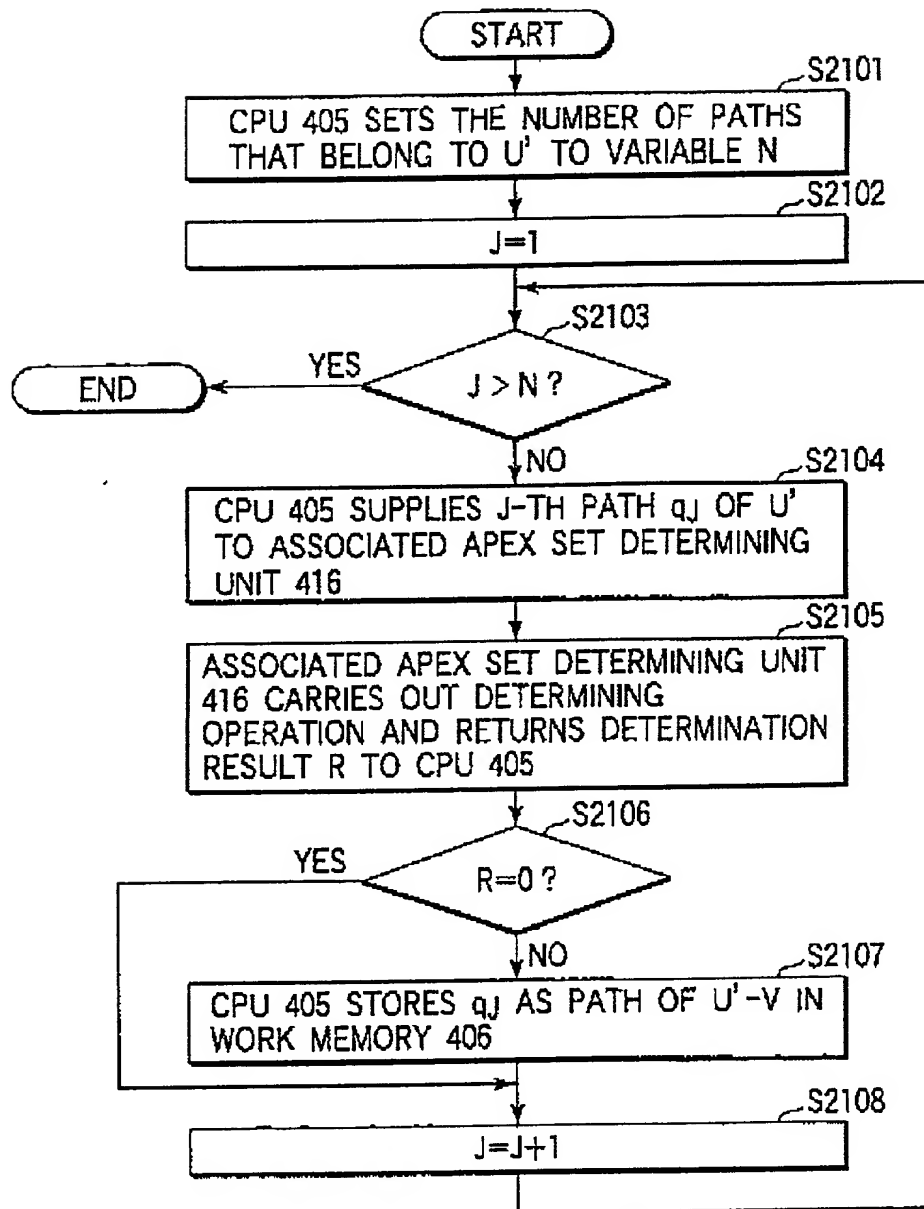 START
S2101
CPU 405 SETS THE NUMBER OF PATHS
THAT BELONG TO U' TO VARIABLE N
S2102
J=1
S2103
YES
J > N ?
END
NO
S2104
CPU 405 SUPPLIES J-TH PATH qJ OF U'
TO ASSOCIATED APEX SET DETERMINING
UNIT 416
S2105
ASSOCIATED APEX SET DETERMINING UNIT
416 CARRIES OUT DETERMINING
OPERATION AND RETURNS DETERMINATION
RESULT R TO CPU 405
S2106
YES
R=0 ?
NO
S2107
CPU 405 STORES qJ AS PATH OF U'-V IN
WORK MEMORY 406
S2108
J=J+1